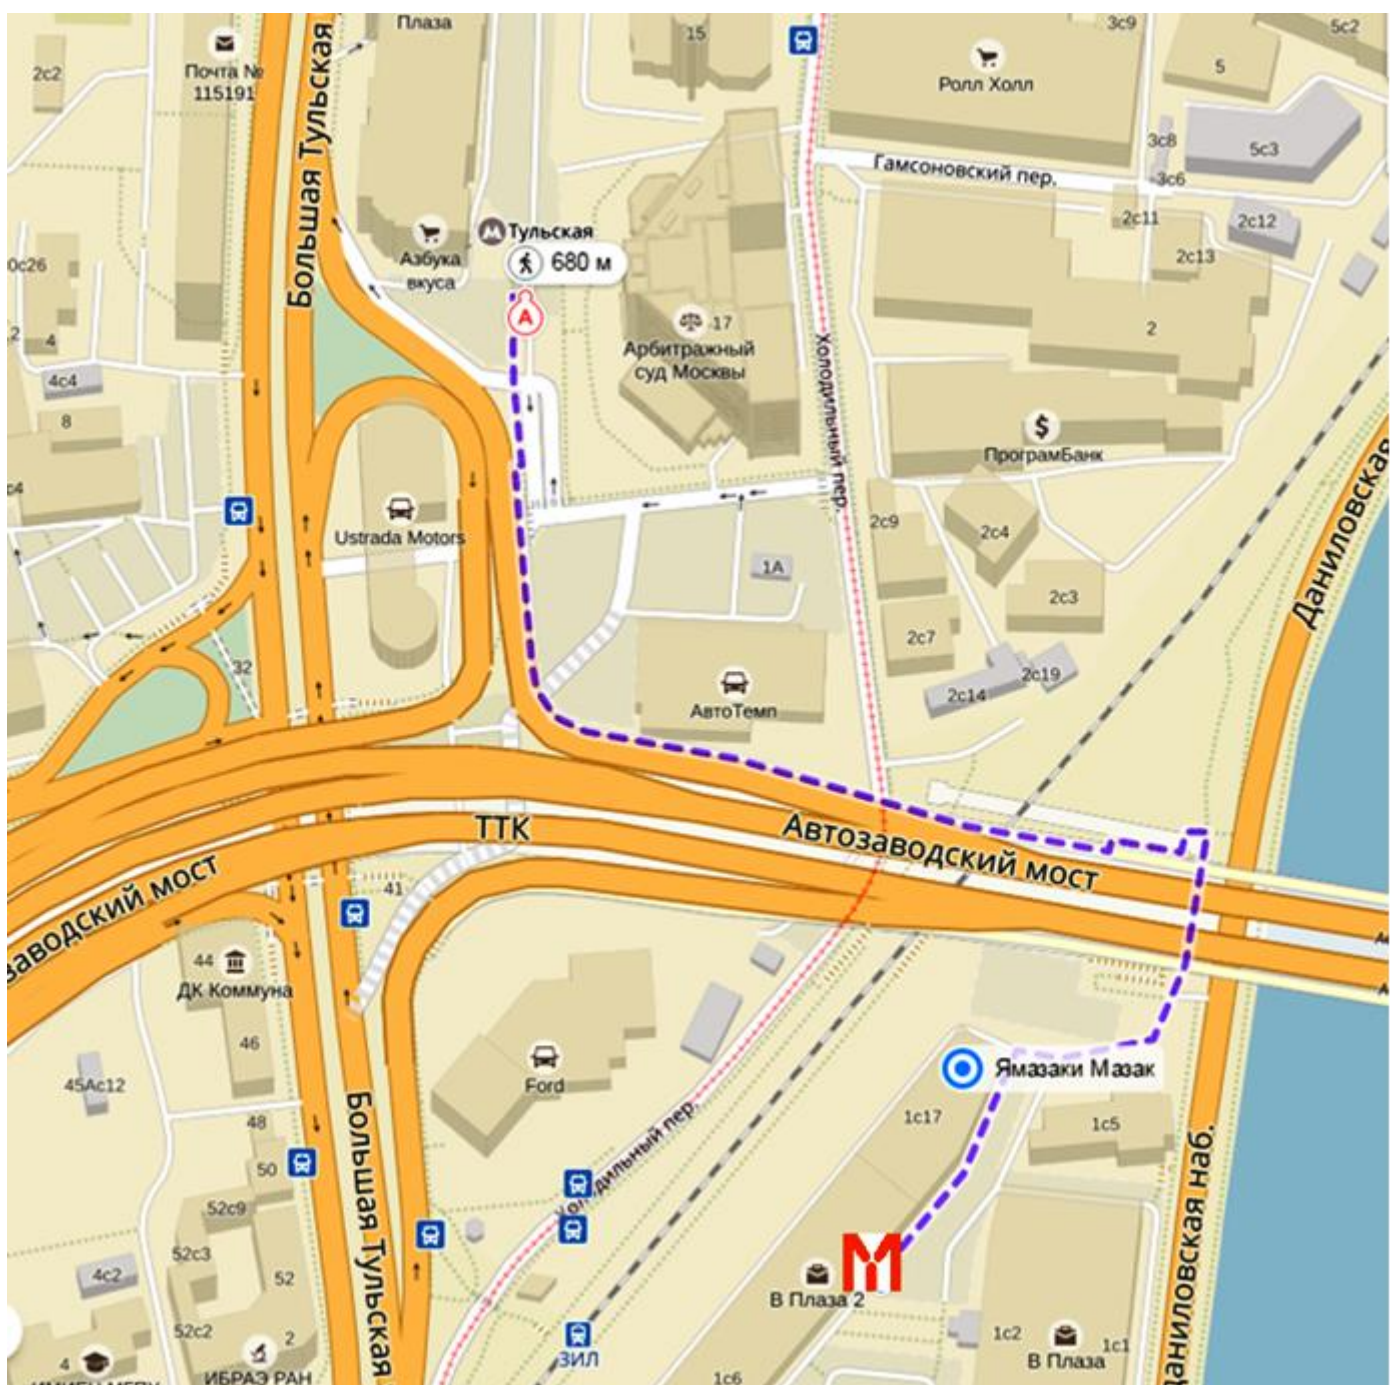 Плаза
15
3с9
5с2
Почта №
115191
2с2
Ролл Холл
5
Большая Тульская
3с8
5с3
Гамсоновский пер.
3с6
2с11
2с12
Тульская
680 м
Азбука
вкуса
0с26
2с13
A
17
2
4
Арбитражный
суд Москвы
2
4с4
8
Холодильный пер.
$
ПрограмБанк
с4
Даниловская
Ustrada Motors
2с9
2с4
1А
2с3
2с7
32
2с19
2с14
АвтоТемп
ТТК
Автозаводский мост
заводский мост
41
44
ДК Коммуна
46
Ford
Ямазаки Мазак
45Ас12
48
1с17
1с5
Большая Тульская
50
Холодильный пер.
Даниловская наб.
52с9
52с3
4с2
52
М
В Плаза 2
52с2
2
1с2
1с1
В Плаза
ЗИЛ
4
ИБРАЭ РАН
1с6